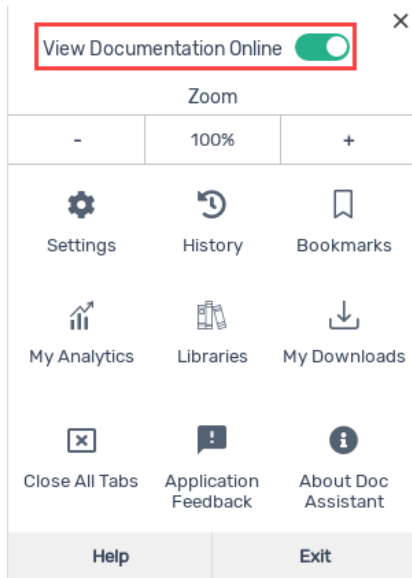 View Documentation Online
Zoom
- 100% +
Settings History Bookmarks
My Analytics Libraries My Downloads
Close All Tabs Application Feedback About Doc Assistant
Help Exit